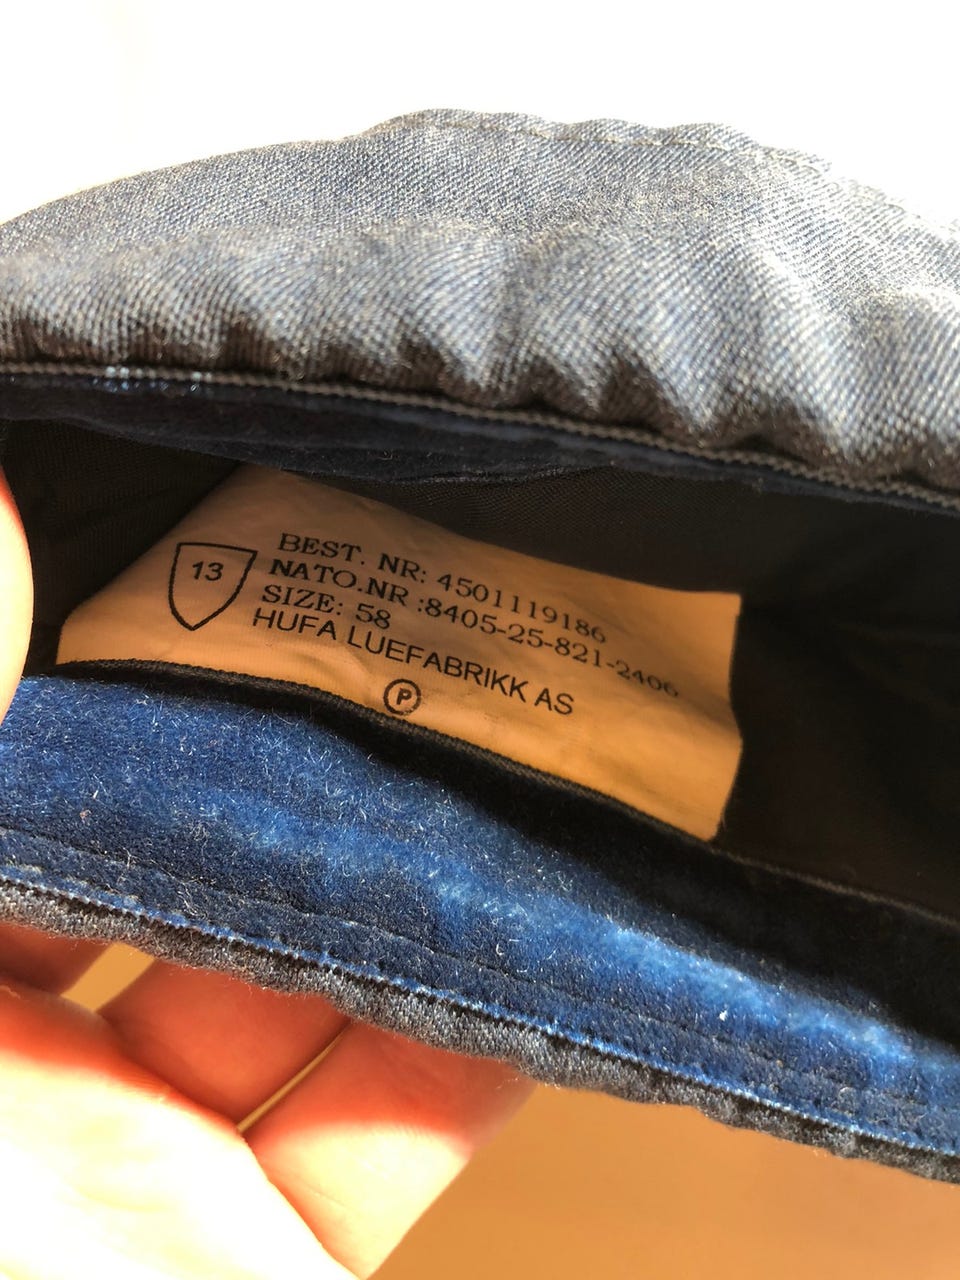 13
BEST. NR: 4501119186
NATO.NR :8405-25-821-2406
SIZE: 58
HUFA LUEFABRIKK AS
P